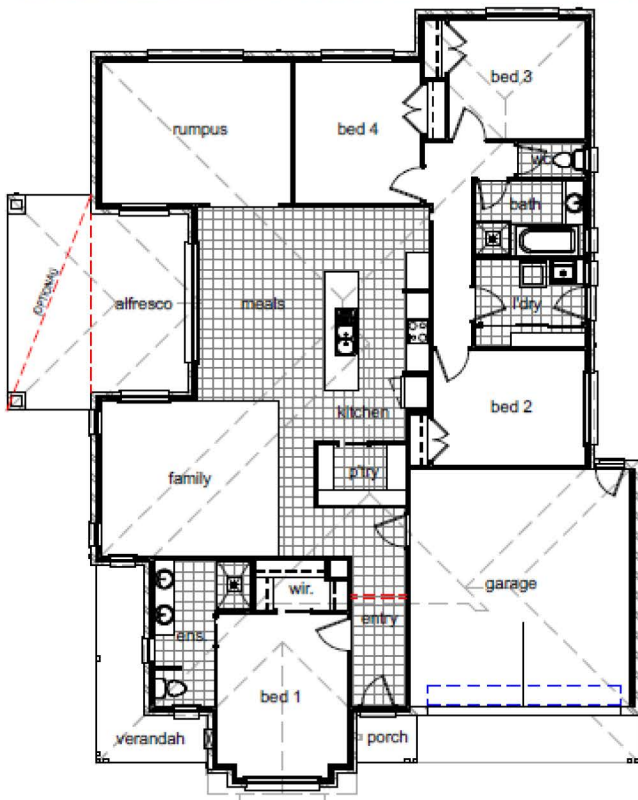 bed 3
rumpus
bed 4
wc
bath
(OPTIONAL)
alfresco
meals
l'dry
kitchen
bed 2
p'try
family
garage
wir.
entry
ens
bed 1
verandah
porch